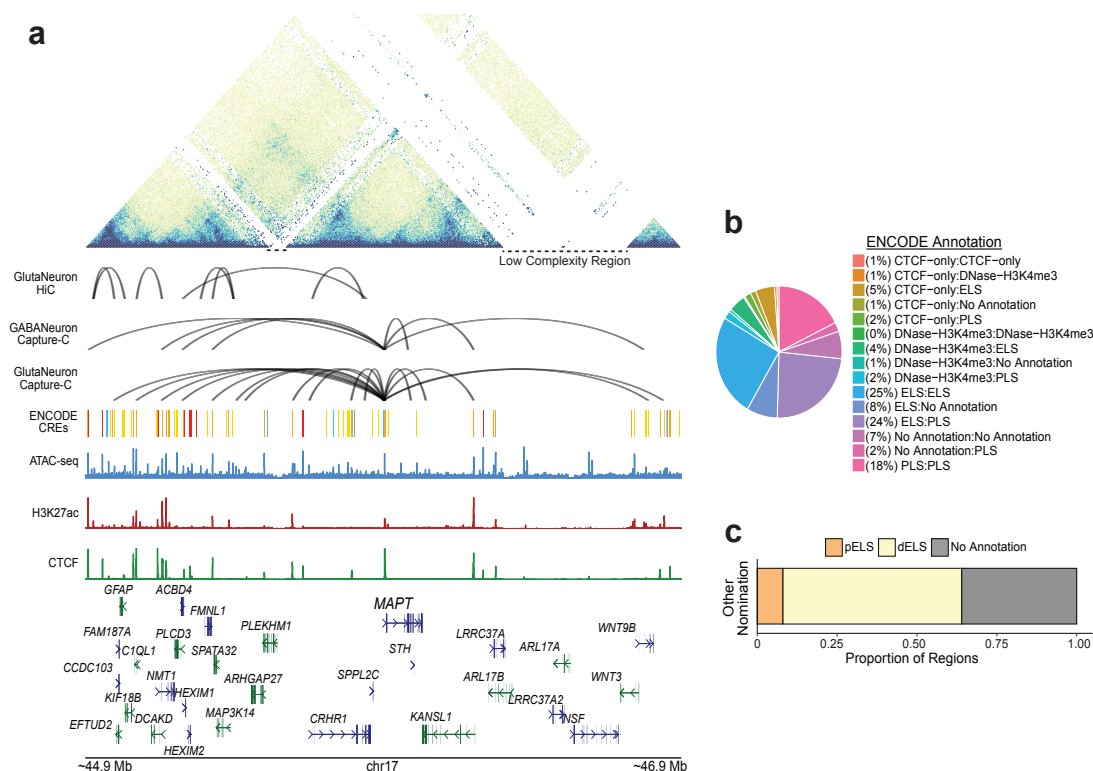 a
Low Complexity Region
GlutaNeuron
HiC
GABANeuron
Capture-C
GlutaNeuron
Capture-C
ENCODE
CREs
ATAC-seq
H3K27ac
CTCF
GFAP
ACBD4
FMNL1
MAPT
FAM187A
PLCD3
PLEKHM1
LRRC37A
WNT9B
C1QL1
SPATA32
STH
ARL17A
CCDC103
NMT1
HEXIM1
ARHGAP27
SPPL2C
ARL17B
WNT3
KIF18B
LRRC37A2
EFTUD2
DCAKD
MAP3K14
CRHR1
KANSL1
NSF
HEXIM2
~44.9 Mb
chr17
~46.9 Mb
b
ENCODE Annotation
(1%) CTCF-only:CTCF-only
(1%) CTCF-only:DNase-H3K4me3
(5%) CTCF-only:ELS
(1%) CTCF-only:No Annotation
(2%) CTCF-only:PLS
(0%) DNase-H3K4me3:DNase-H3K4me3
(4%) DNase-H3K4me3:ELS
(1%) DNase-H3K4me3:No Annotation
(2%) DNase-H3K4me3:PLS
(25%) ELS:ELS
(8%) ELS:No Annotation
(24%) ELS:PLS
(7%) No Annotation:No Annotation
(2%) No Annotation:PLS
(18%) PLS:PLS
c
pELS
dELS
No Annotation
Other
Nomination
0
0.25
0.50
0.75
1.00
Proportion of Regions